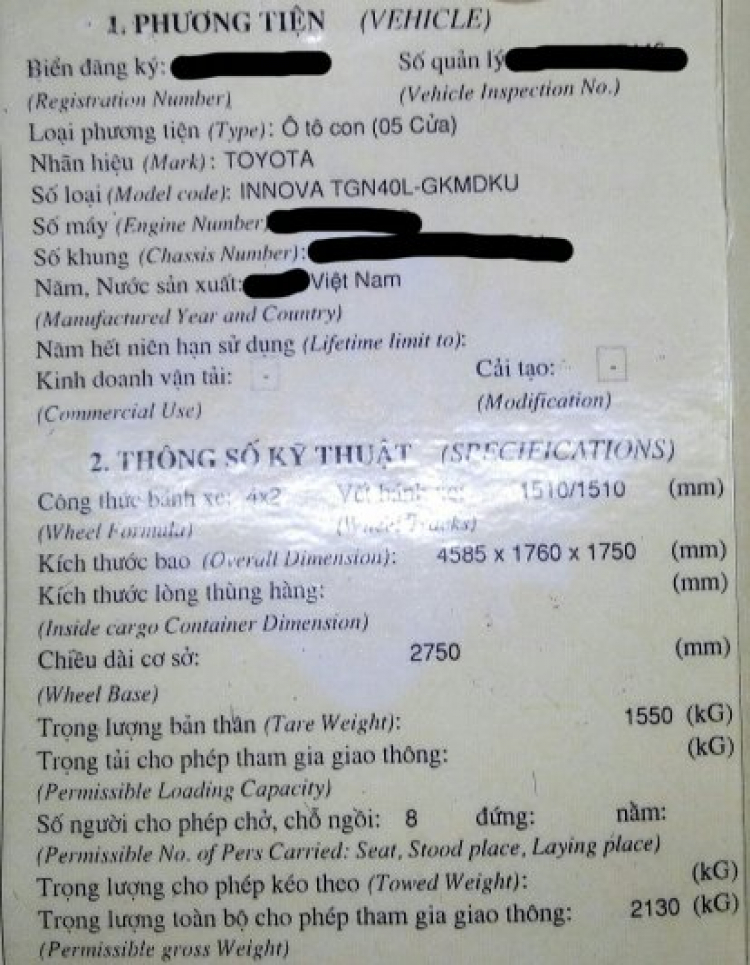 1. PHƯƠNG TIỆN (VEHICLE)
Biển đăng ký: Số quản lý
(Registration Number) (Vehicle Inspection No.)
Loại phương tiện (Type): Ô tô con (05 Cửa)
Nhãn hiệu (Mark): TOYOTA
Số loại (Model code): INNOVA TGN40L-GKMDKU
Số máy (Engine Number)
Số khung (Chassis Number):
Năm, Nước sản xuất: Việt Nam
(Manufactured Year and Country)
Năm hết niên hạn sử dụng (Lifetime limit to):
Kinh doanh vận tải: - Cải tạo: -
(Commercial Use) (Modification)
2. THÔNG SỐ KỸ THUẬT (SPECIFICATIONS)
Công thức bánh xe: 4x2 Vết bánh xe: 1510/1510 (mm)
(Wheel Formula) (Wheel Tracks)
Kích thước bao (Overall Dimension): 4585 x 1760 x 1750 (mm)
Kích thước lòng thùng hàng: (mm)
(Inside cargo Container Dimension)
Chiều dài cơ sở: 2750 (mm)
(Wheel Base)
Trọng lượng bản thân (Tare Weight): 1550 (kG)
Trọng tải cho phép tham gia giao thông: (kG)
(Permissible Loading Capacity)
Số người cho phép chở, chỗ ngồi: 8 đứng: nằm:
(Permissible No. of Pers Carried: Seat, Stood place, Laying place)
Trọng lượng cho phép kéo theo (Towed Weight): (kG)
Trọng lượng toàn bộ cho phép tham gia giao thông: 2130 (kG)
(Permissible gross Weight)